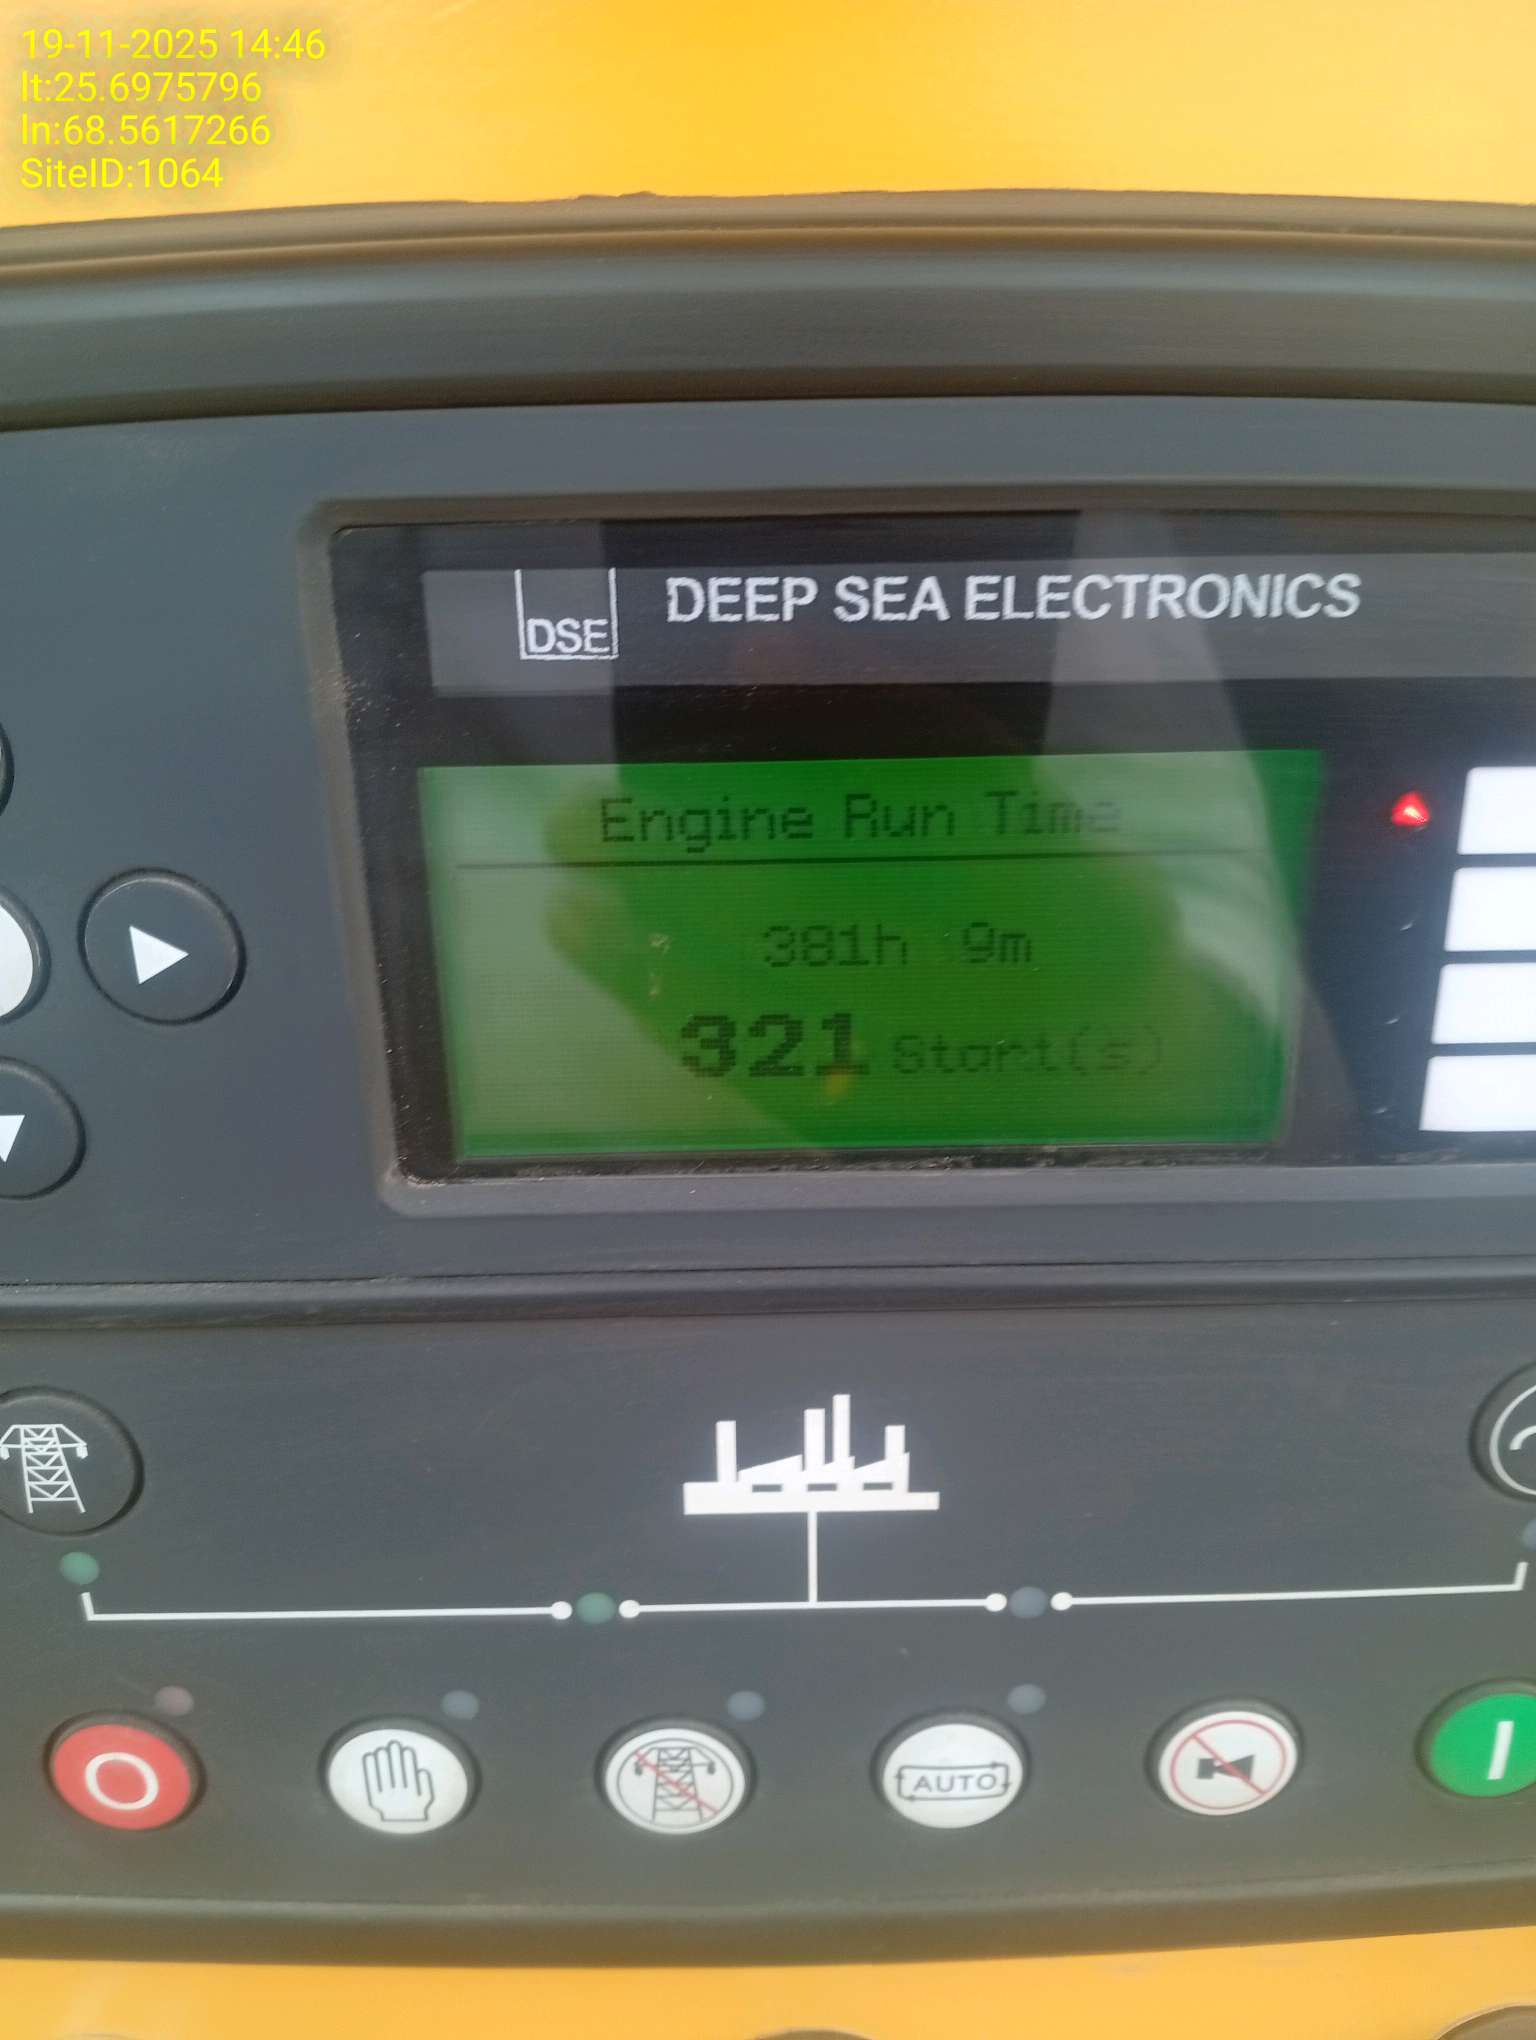 19-11-2025 14:46
lt:25.6975796
ln:68.5617266
SiteID:1064
DSE
DEEP SEA ELECTRONICS
Engine Run Time
381h 9m
321 Start(s)
AUTO